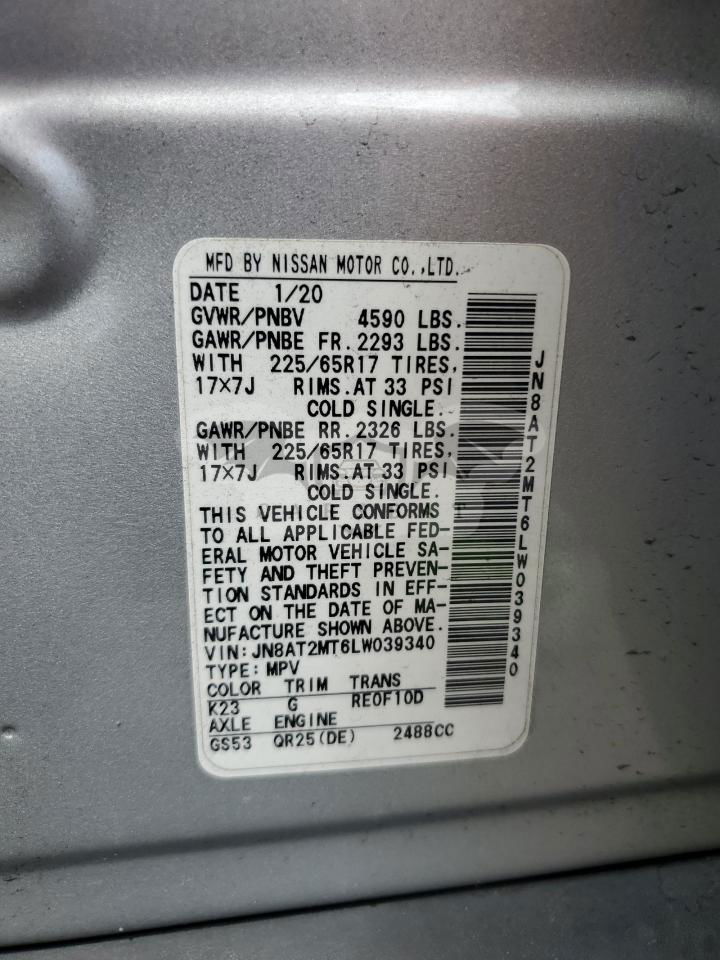 MFD BY NISSAN MOTOR CO.,LTD.
DATE 1/20
GVWR/PNBV 4590 LBS.
GAWR/PNBE FR.2293 LBS.
WITH 225/65R17 TIRES,
17×7J RIMS.AT 33 PSI
COLD SINGLE.
GAWR/PNBE RR.2326 LBS.
WITH 225/65R17 TIRES,
17×7J RIMS.AT 33 PSI
COLD SINGLE.
THIS VEHICLE CONFORMS
TO ALL APPLICABLE FED-
ERAL MOTOR VEHICLE SA-
FETY AND THEFT PREVEN-
TION STANDARDS IN EFF-
ECT ON THE DATE OF MA-
NUFACTURE SHOWN ABOVE.
VIN:JN8AT2MT6LW039340
TYPE:MPV
COLOR TRIM TRANS
K23 G RE0F10D
AXLE ENGINE
GS53 QR25(DE) 2488CC
JN8AT2MT6LW039340